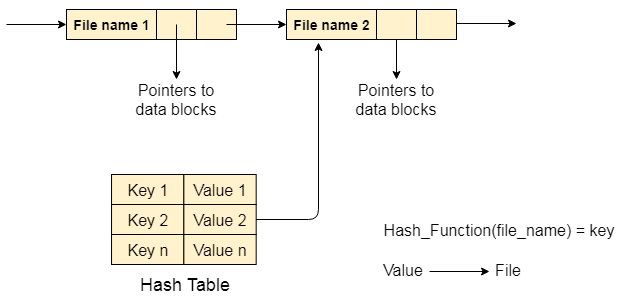 File name 1
File name 2
Pointers to
data blocks
Pointers to
data blocks
Key 1 Value 1
Key 2 Value 2
Key n Value n
Hash Table
Hash_Function(file_name) = key
Value File